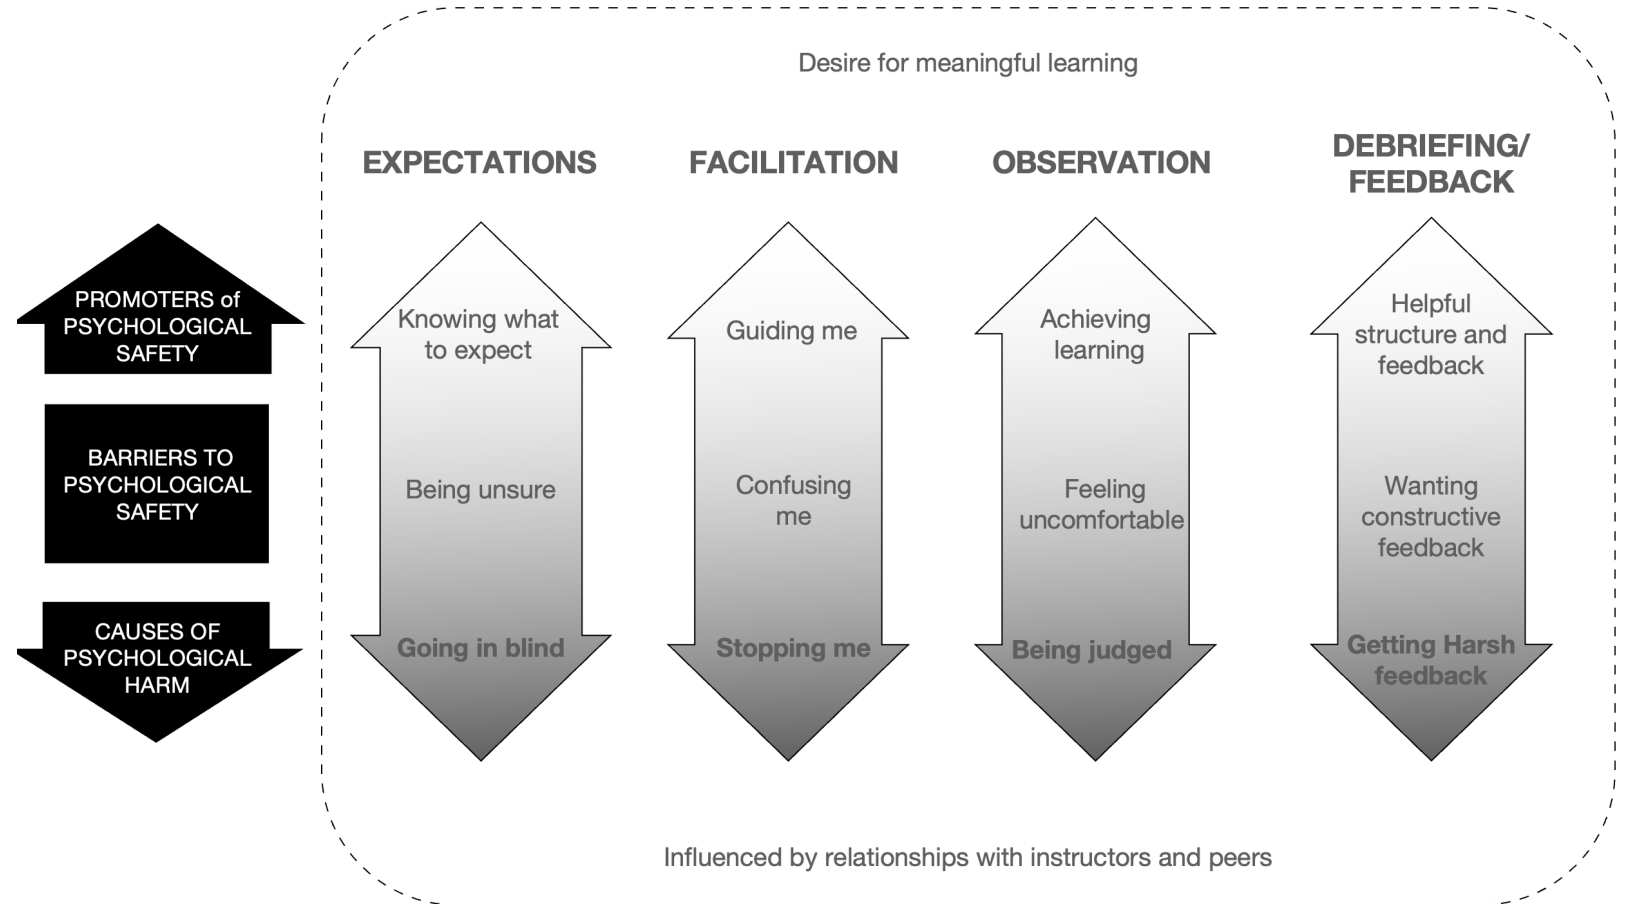 Desire for meaningful learning
EXPECTATIONS
FACILITATION
OBSERVATION
DEBRIEFING/
FEEDBACK
PROMOTERS of
PSYCHOLOGICAL
SAFETY
Knowing what
to expect
Guiding me
Achieving
learning
Helpful
structure and
feedback
BARRIERS TO
PSYCHOLOGICAL
SAFETY
Being unsure
Confusing
me
Feeling
uncomfortable
Wanting
constructive
feedback
CAUSES OF
PSYCHOLOGICAL
HARM
Going in blind
Stopping me
Being judged
Getting Harsh
feedback
Influenced by relationships with instructors and peers